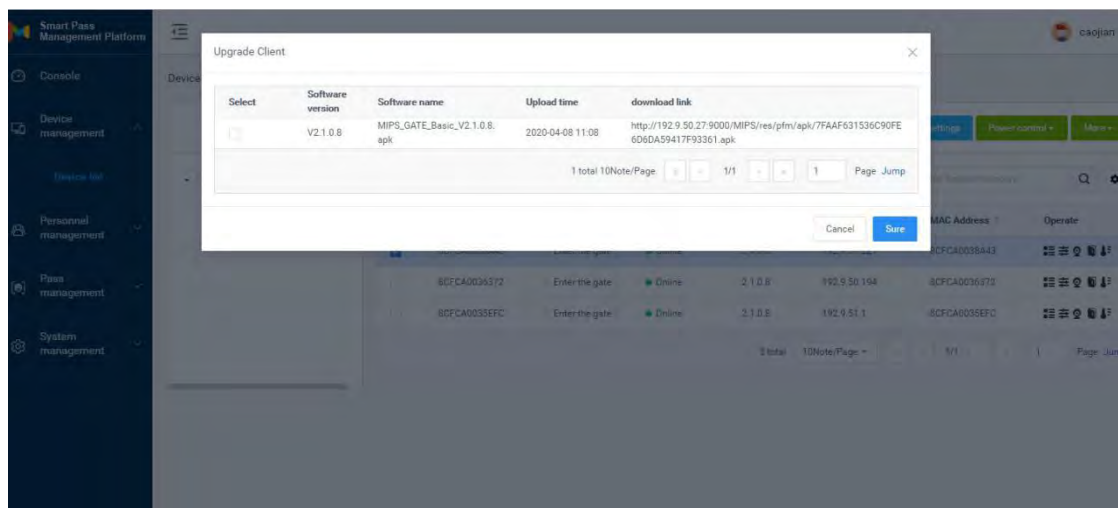 Smart Pass
Management Platform
caojian
Console
Device
management
Device list
Personnel
management
Pass
management
System
management
Device
Upgrade Client
Select
Software
version
Software name
Upload time
download link
V2.1.0.8
MIPS_GATE_Basic_V2.1.0.8.
apk
2020-04-08 11:08
http://192.9.50.27:9000/MIPS/res/pfm/apk/7FAAF631536C90FE
6D6DA59417F93361.apk
1 total 10Note/Page
1/1
1
Page Jump
Cancel
Sure
Power control
More
MAC Address
Operate
8CFCA0038A43
8CFCA0036372
Enter the gate
Online
2.1.0.8
192.9.50.194
8CFCA0036372
8CFCA0035EFC
Enter the gate
Online
2.1.0.8
192.9.51.1
8CFCA0035EFC
3 total
10Note/Page
1/1
1
Page